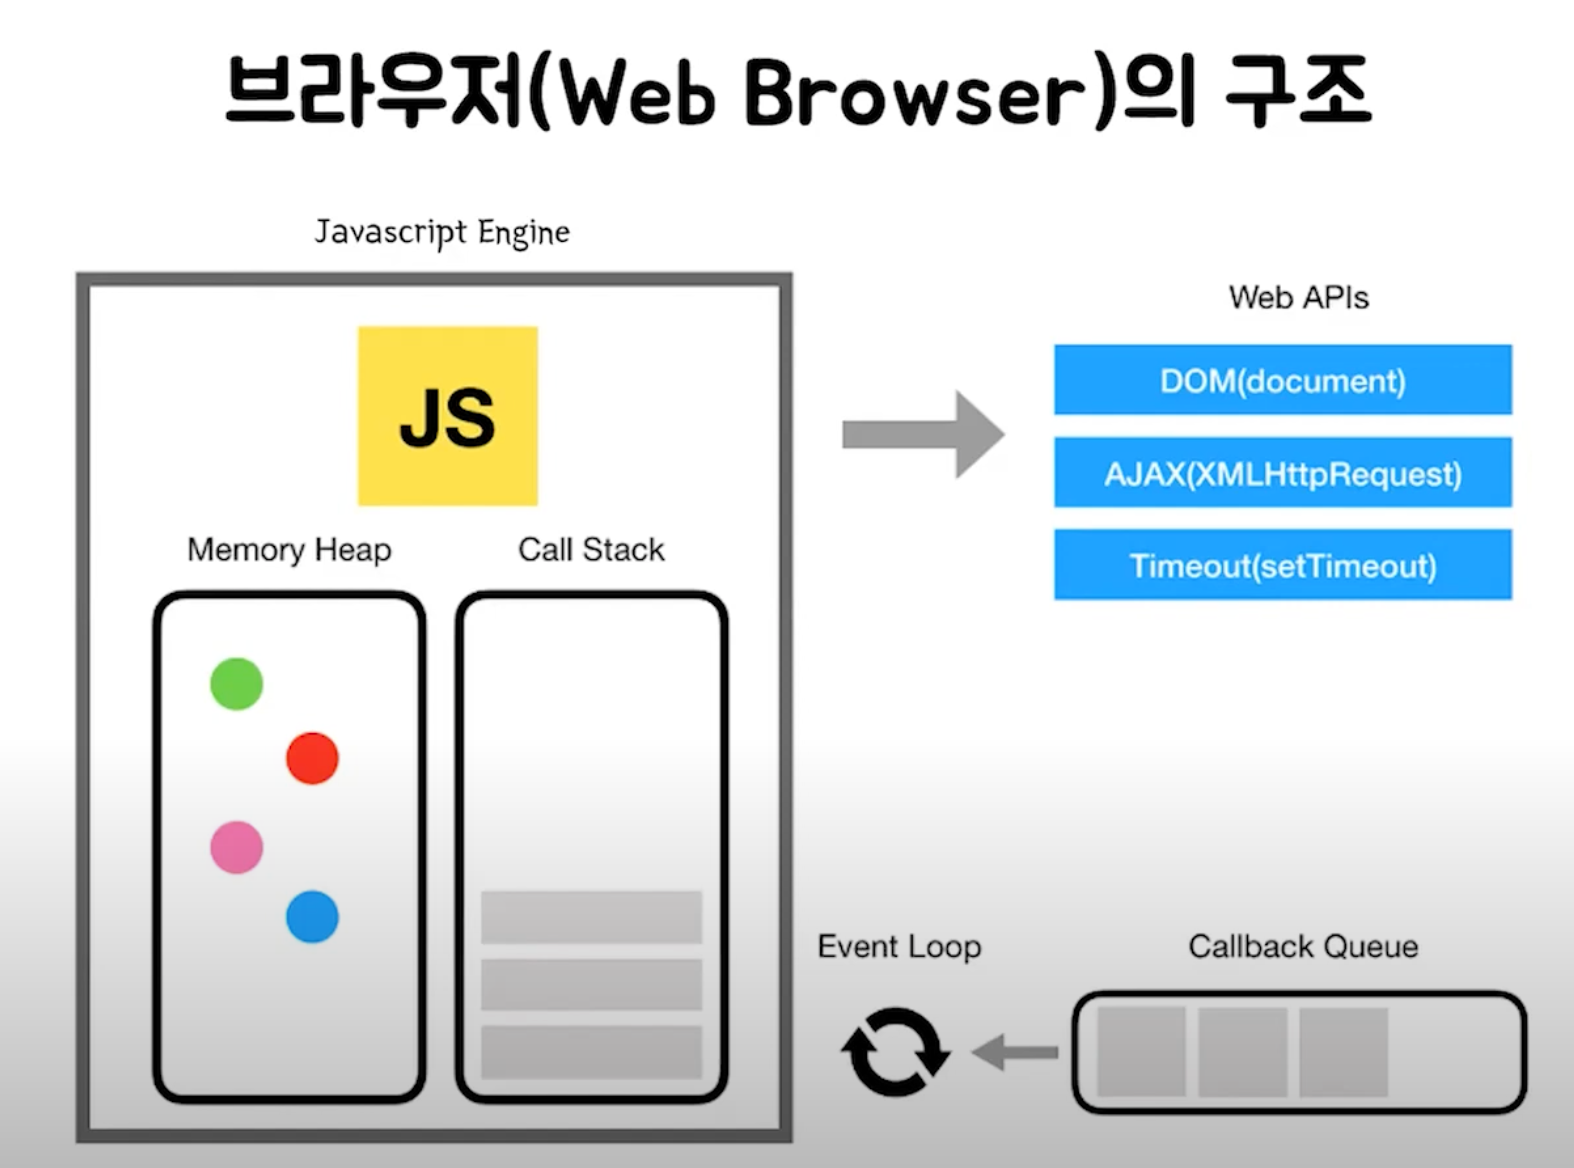 브라우저(Web Browser)의 구조
Javascript Engine
JS
Memory Heap
Call Stack
Web APIs
DOM(document)
AJAX(XMLHttpRequest)
Timeout(setTimeout)
Event Loop
Callback Queue